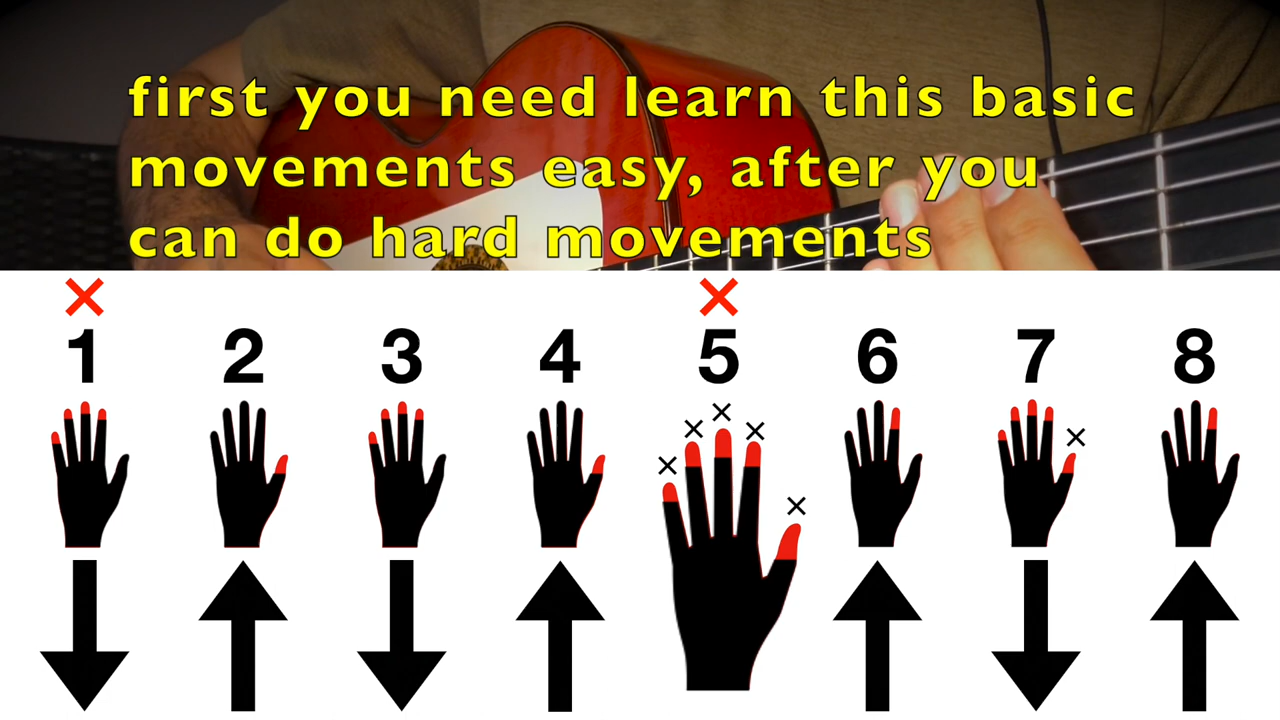 first you need learn this basic
movements easy, after you
can do hard movements
× ×
1 2 3 4 5 6 7 8
× × × × × ×